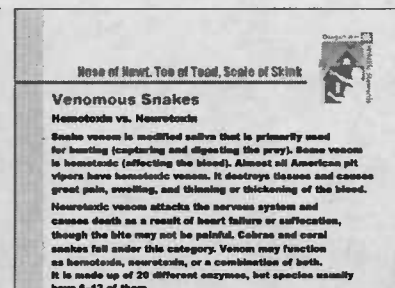 Nose of Newt. Toe of Toad, Scale of Skink
Venomous Snakes
Hemotoxin vs. Neurotoxin
Snake venom is modified saliva that is primarily used
for hunting (capturing and digesting the prey). Some venom
is hemotoxic (affecting the blood). Almost all American pit
vipers have hemotoxic venom. It destroys tissues and causes
great pain, swelling, and thinning or thickening of the blood.
Neurotoxic venom attacks the nervous system and
causes death as a result of heart failure or suffocation,
though the bite may not be painful. Cobras and coral
snakes fall under this category. Venom may function
as hemotoxin, neurotoxin, or a combination of both.
It is made up of 20 different enzymes, but species usually
have 6-12 of them